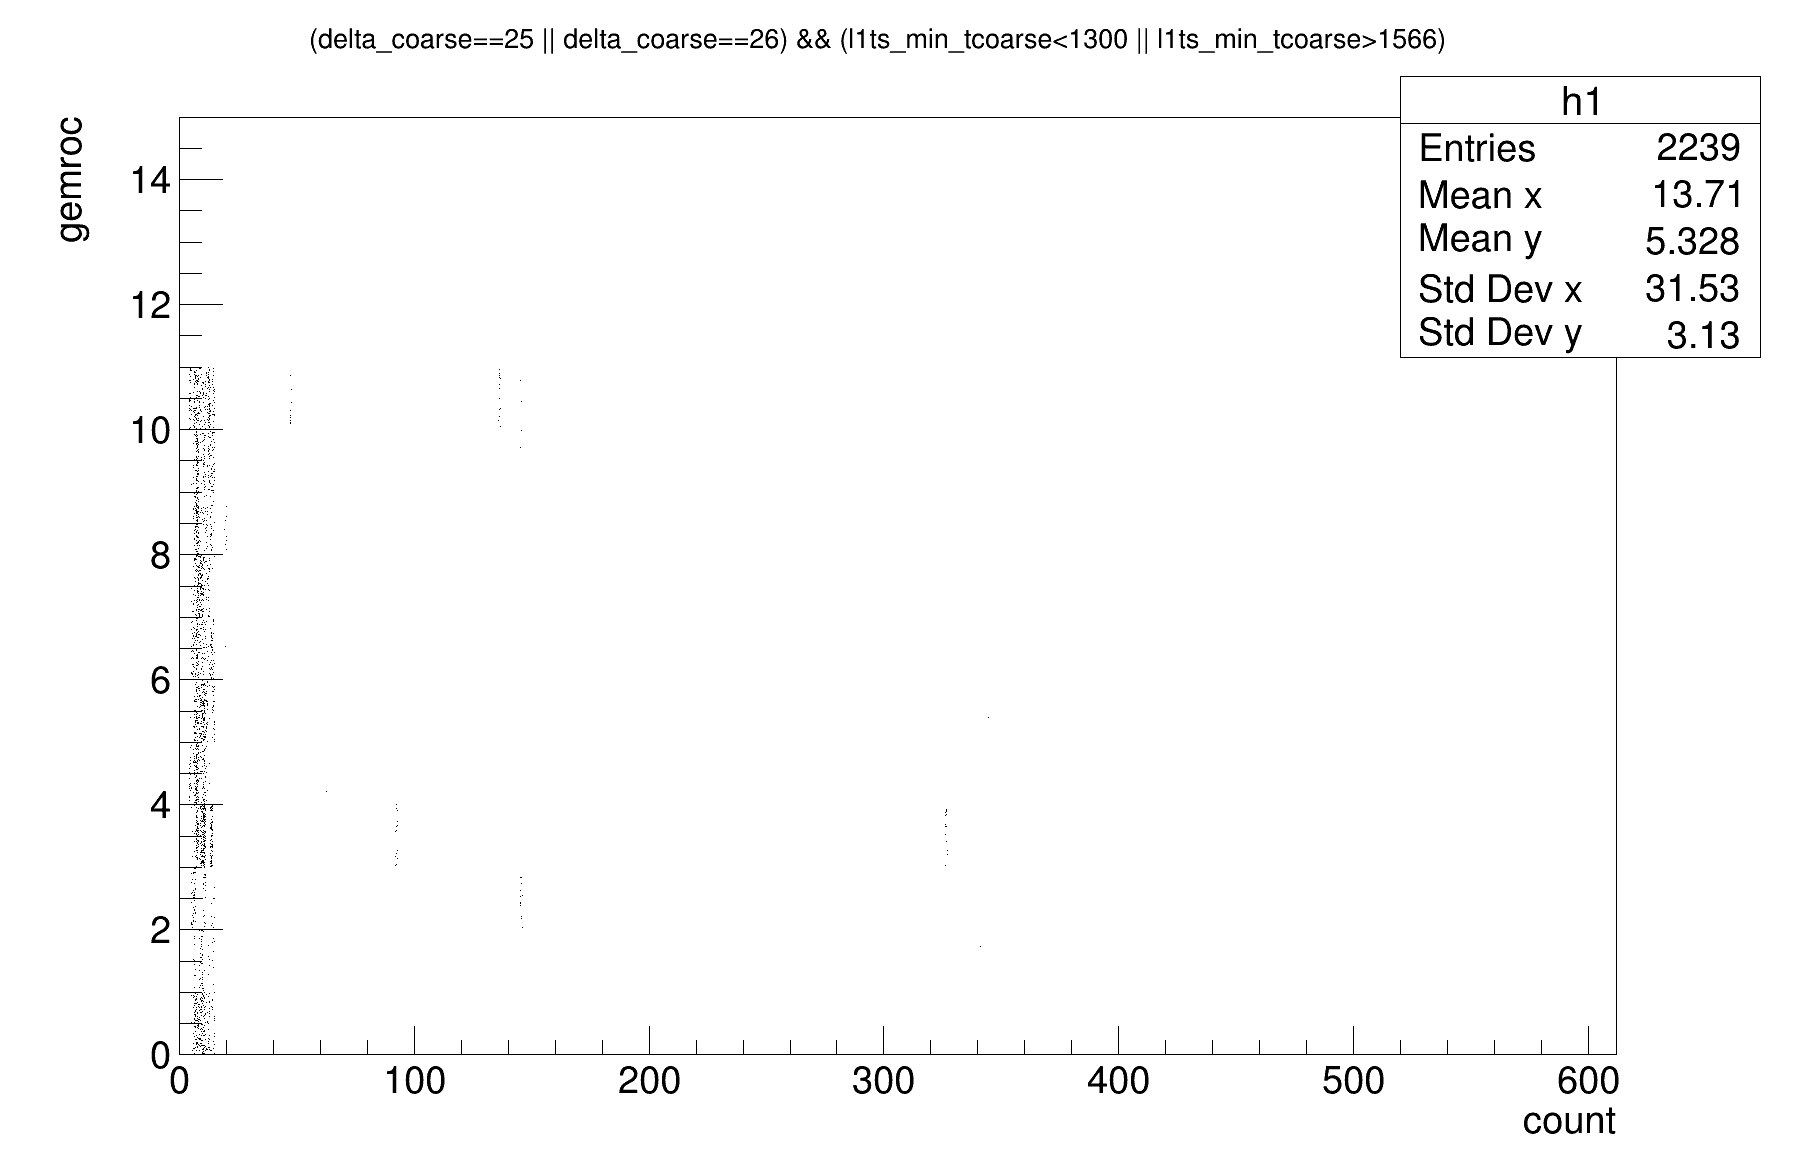 (delta_coarse==25 || delta_coarse==26) && (l1ts_min_tcoarse<1300 || l1ts_min_tcoarse>1566)
h1
Entries 2239
Mean x 13.71
Mean y 5.328
Std Dev x 31.53
Std Dev y 3.13
gemroc
14
12
10
8
6
4
2
0
0 100 200 300 400 500 600
count